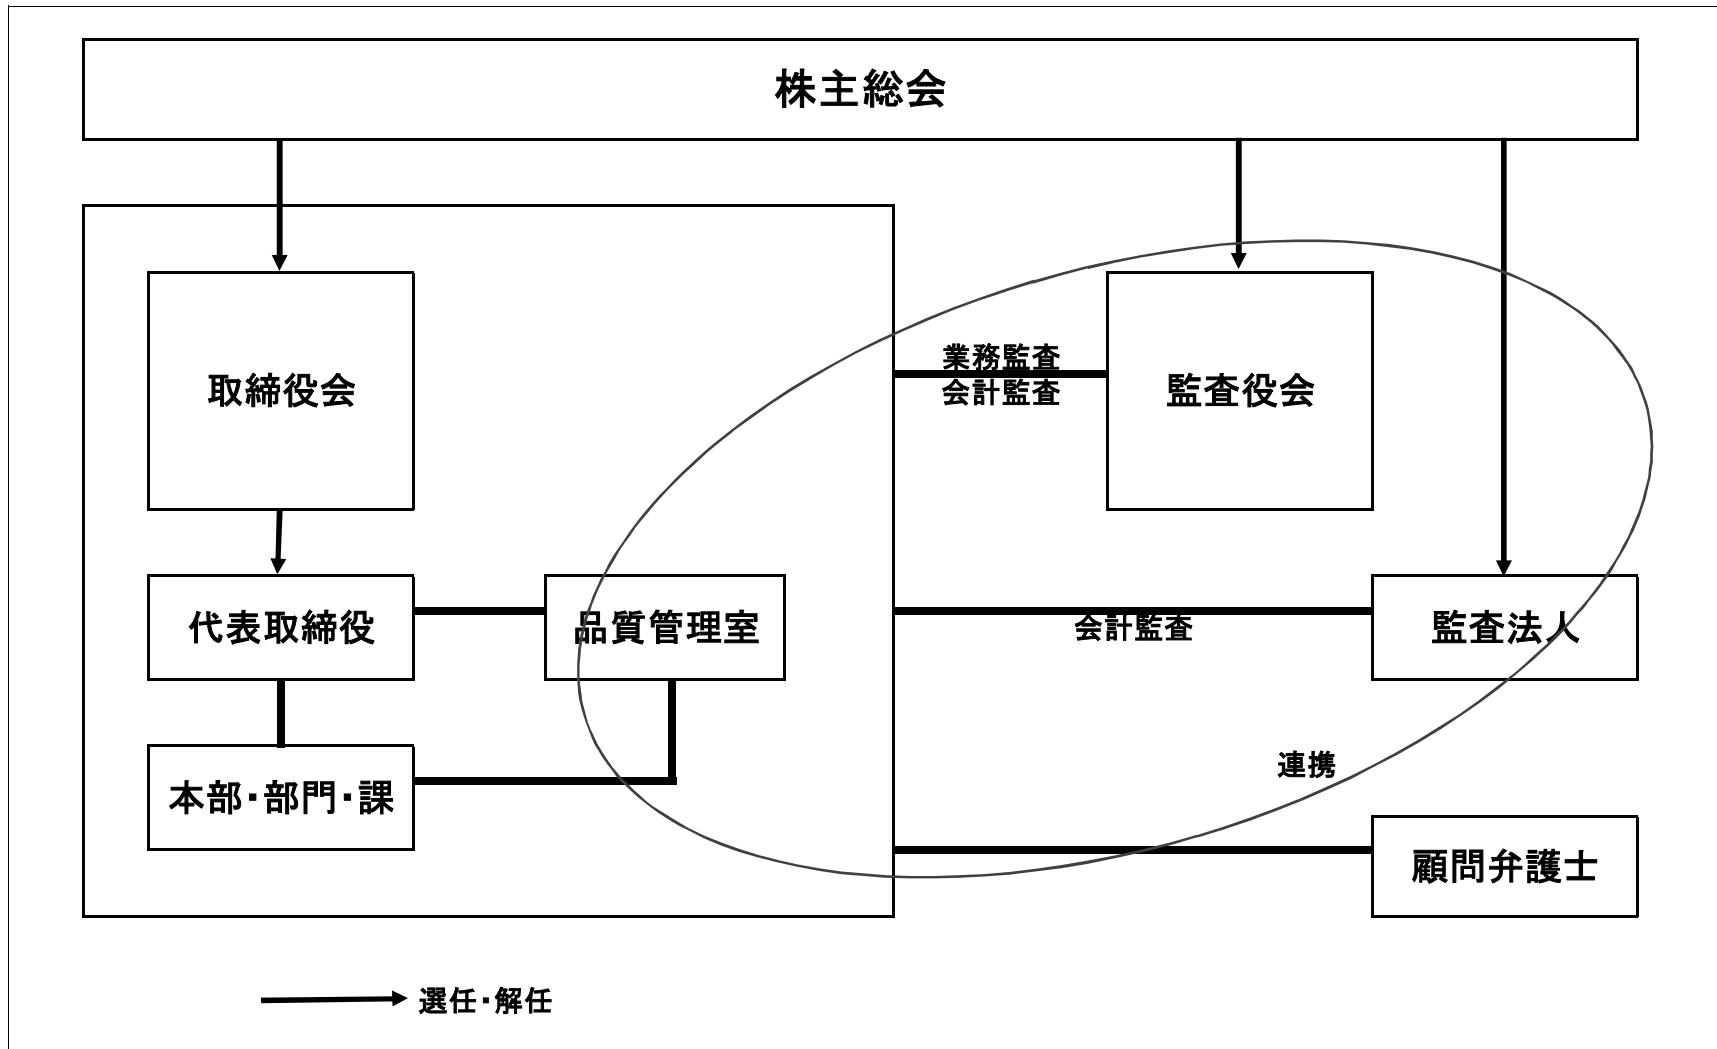 株主総会
業務監査
会計監査
取締役会
監査役会
代表取締役
品質管理室
会計監査
監査法人
連携
本部・部門・課
顧問弁護士
選任・解任